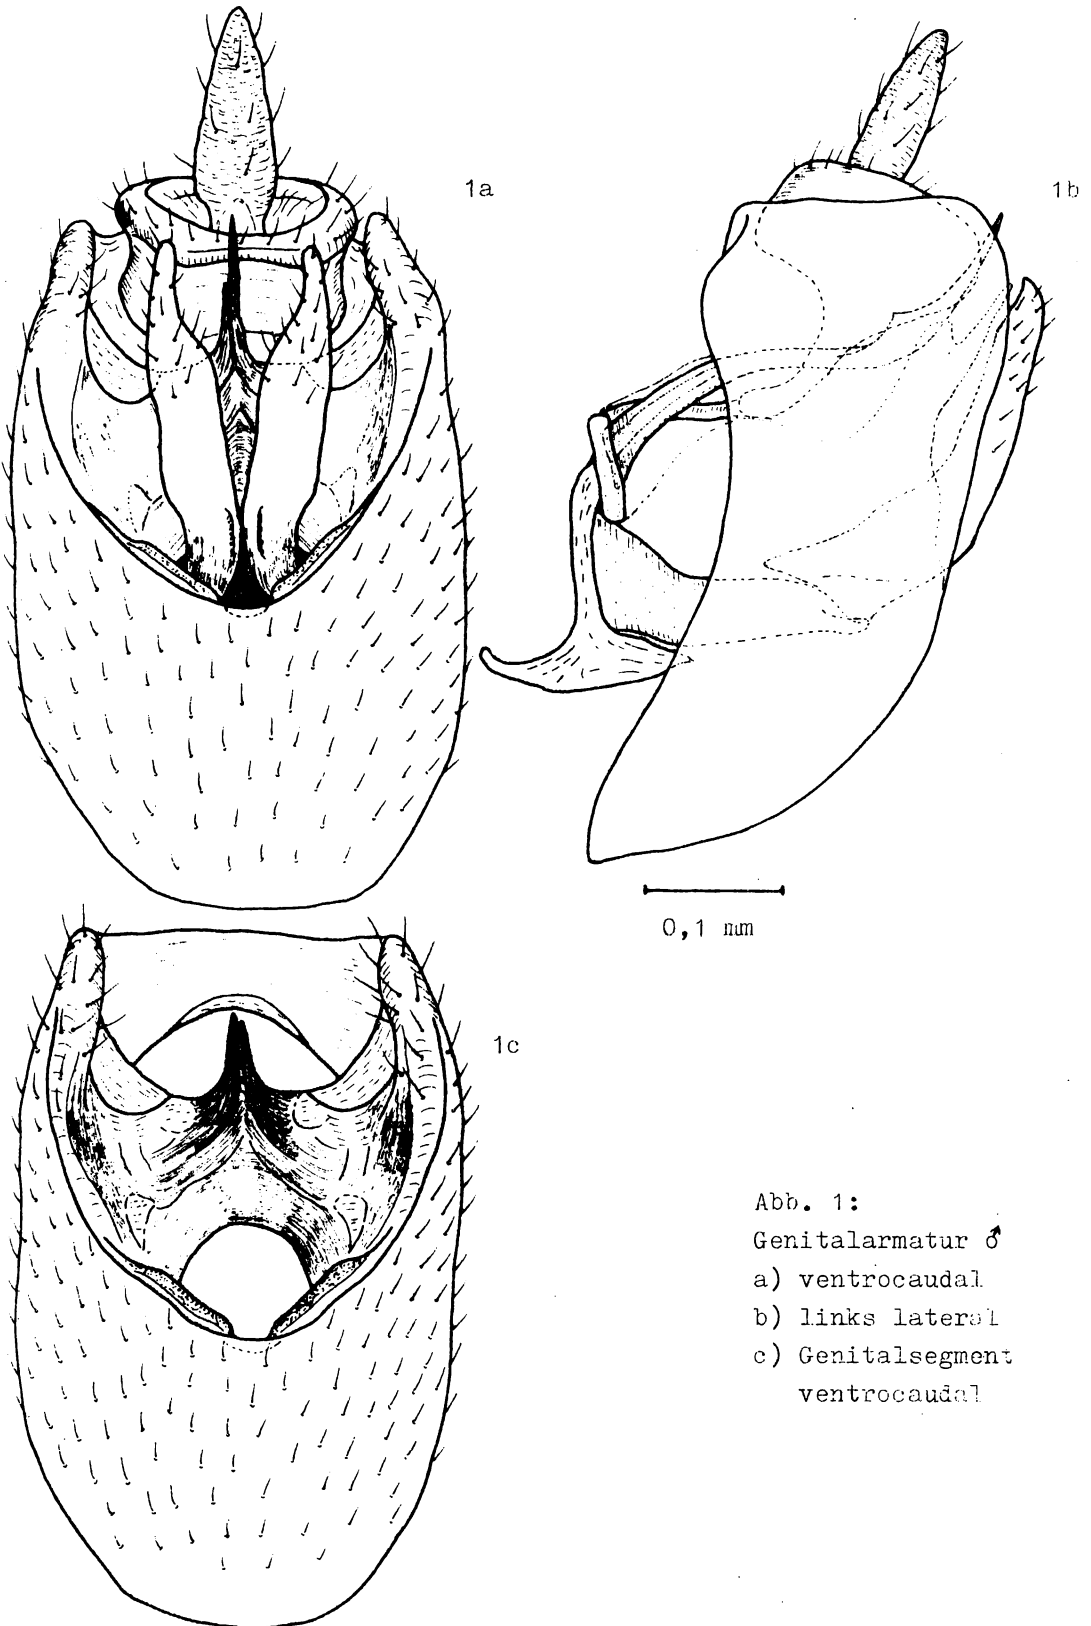 1a
1b
0,1 mm
1c
Abb. 1:
Genitalarmatur ♂
a) ventrocaudal
b) links lateral
c) Genitalsegment
ventrocaudal